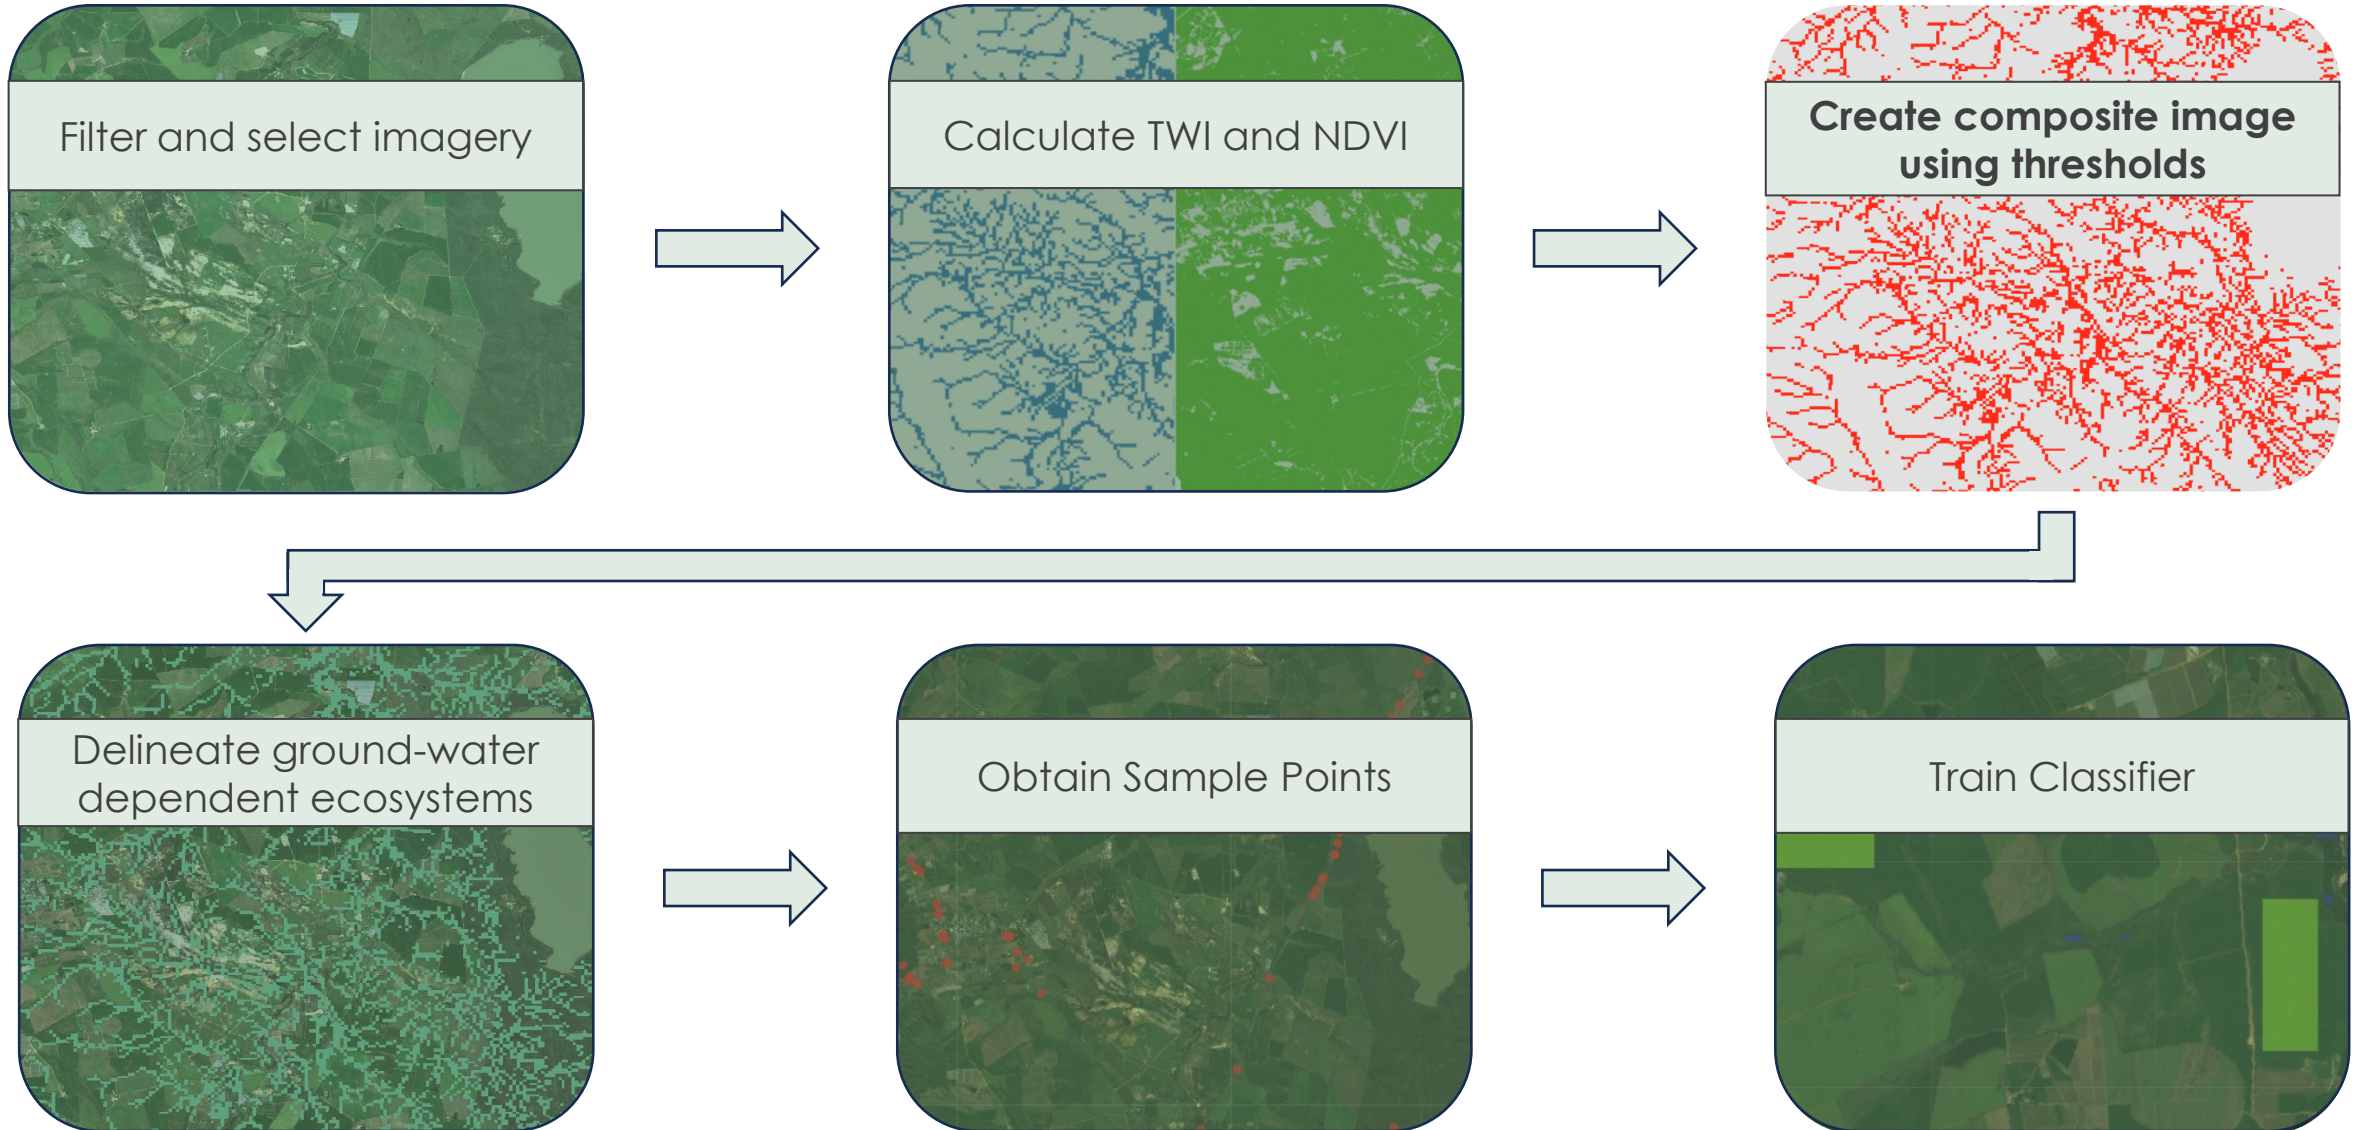 Filter and select imagery
Calculate TWI and NDVI
Create composite image
using thresholds
Delineate ground-water
dependent ecosystems
Obtain Sample Points
Train Classifier